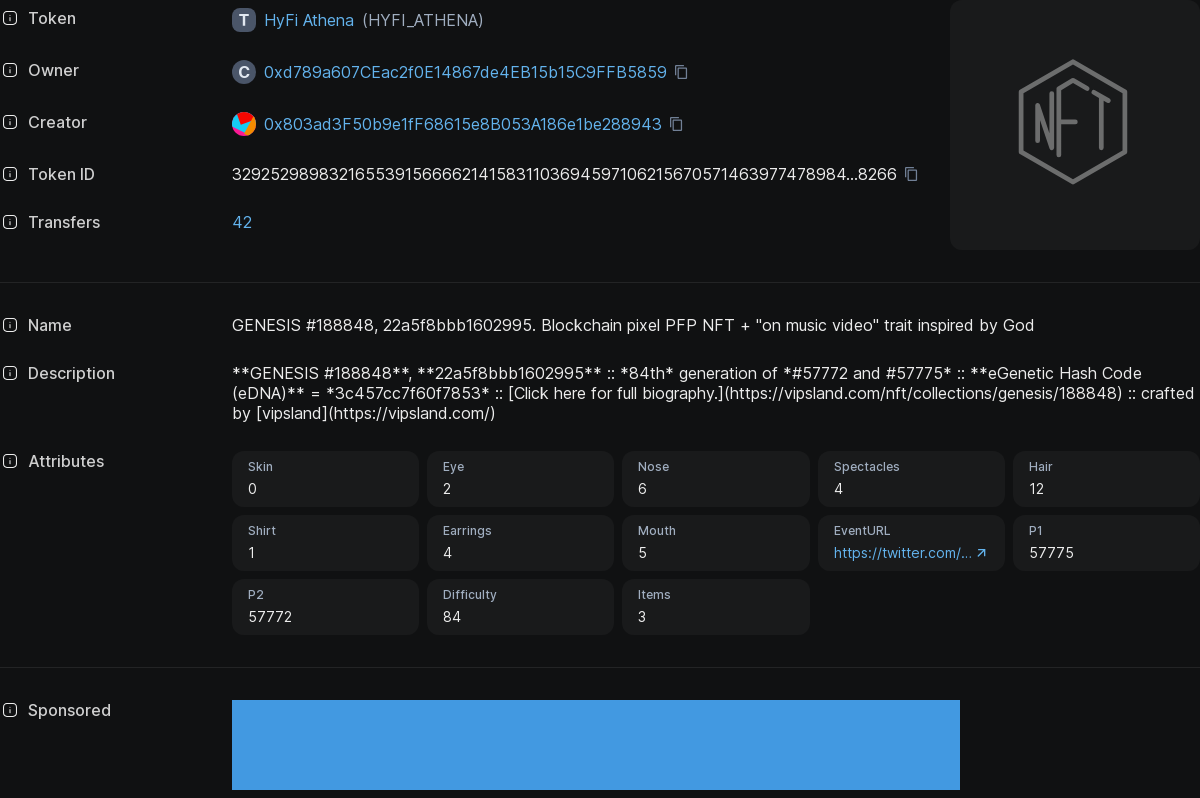 Token
T HyFi Athena (HYFI_ATHENA)
Owner
C 0xd789a607CEac2f0E14867de4EB15b15C9FFB5859
Creator
0x803ad3F50b9e1fF68615e8B053A186e1be288943
Token ID
32925298983216553915666621415831103694597106215670571463977478984...8266
Transfers
42
NFT
Name
GENESIS #188848, 22a5f8bbb1602995. Blockchain pixel PFP NFT + "on music video" trait inspired by God
Description
**GENESIS #188848**, **22a5f8bbb1602995** :: *84th* generation of *#57772 and #57775* :: **eGenetic Hash Code
(eDNA)** = *3c457cc7f60f7853* :: [Click here for full biography.](https://vipsland.com/nft/collections/genesis/188848) :: crafted
by [vipsland](https://vipsland.com/)
Attributes
Skin
0
Eye
2
Nose
6
Spectacles
4
Hair
12
Shirt
1
Earrings
4
Mouth
5
EventURL
https://twitter.com/...
P1
57775
P2
57772
Difficulty
84
Items
3
Sponsored